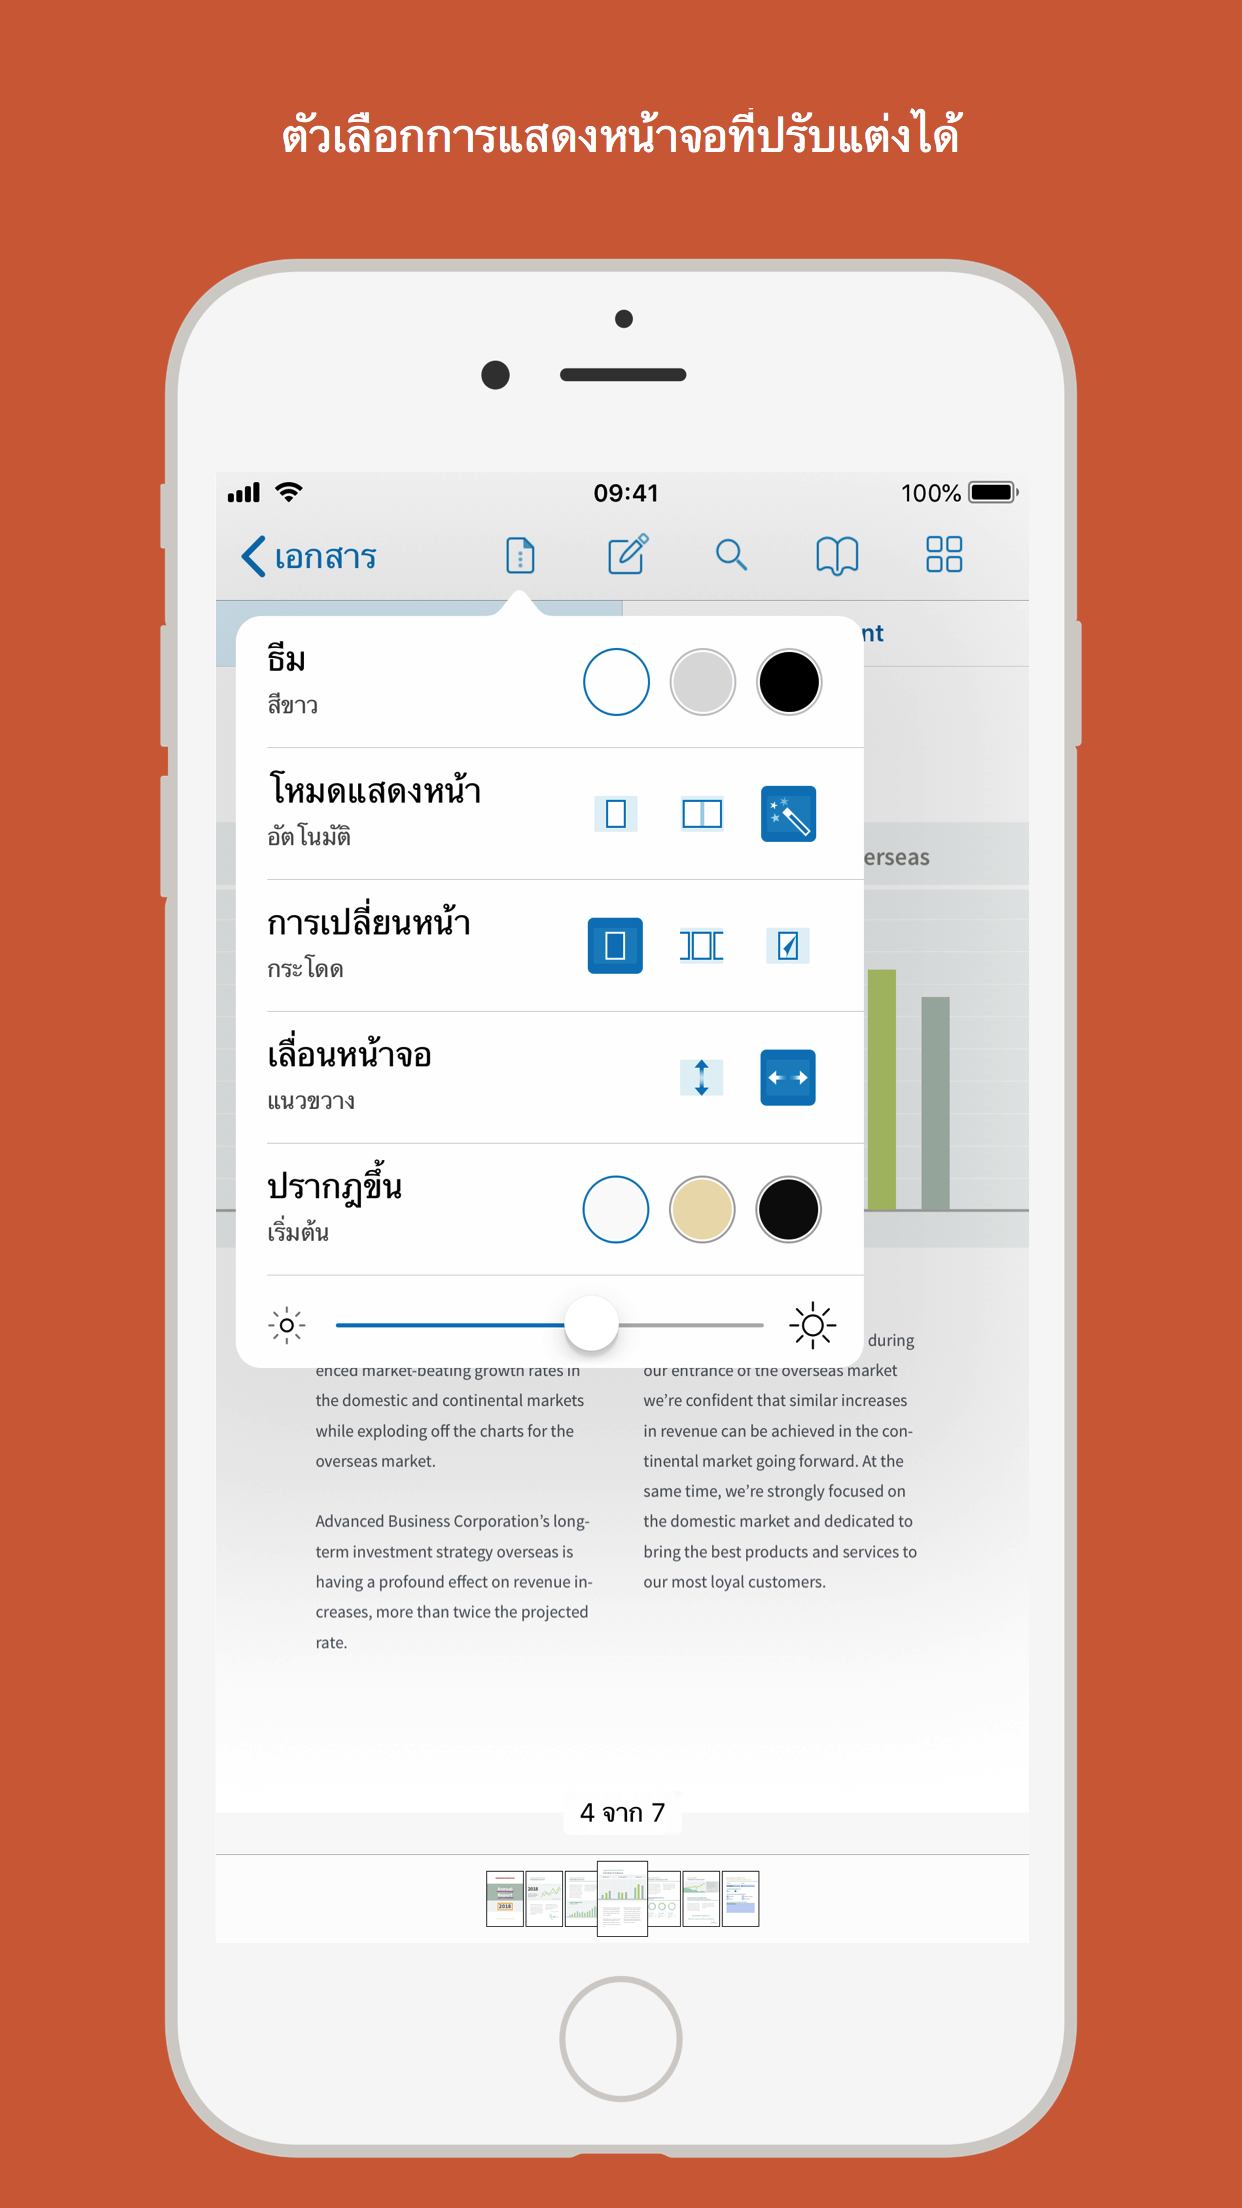 ตัวเลือกการแสดงหน้าจอที่ปรับแต่งได้
09:41
100%
เอกสาร
nt
ธีม
สีขาว
โหมดแสดงหน้า
อัตโนมัติ
erseas
การเปลี่ยนหน้า
กระโดด
เลื่อนหน้าจอ
แนวขวาง
ปรากฎขึ้น
เริ่มต้น
enced market-beating growth rates in
the domestic and continental markets
while exploding off the charts for the
overseas market.
Advanced Business Corporation's long-
term investment strategy overseas is
having a profound effect on revenue in-
creases, more than twice the projected
rate.
during
our entrance of the overseas market
we're confident that similar increases
in revenue can be achieved in the con-
tinental market going forward. At the
same time, we're strongly focused on
the domestic market and dedicated to
bring the best products and services to
our most loyal customers.
4 จาก 7
Annual
Report
2018
2018